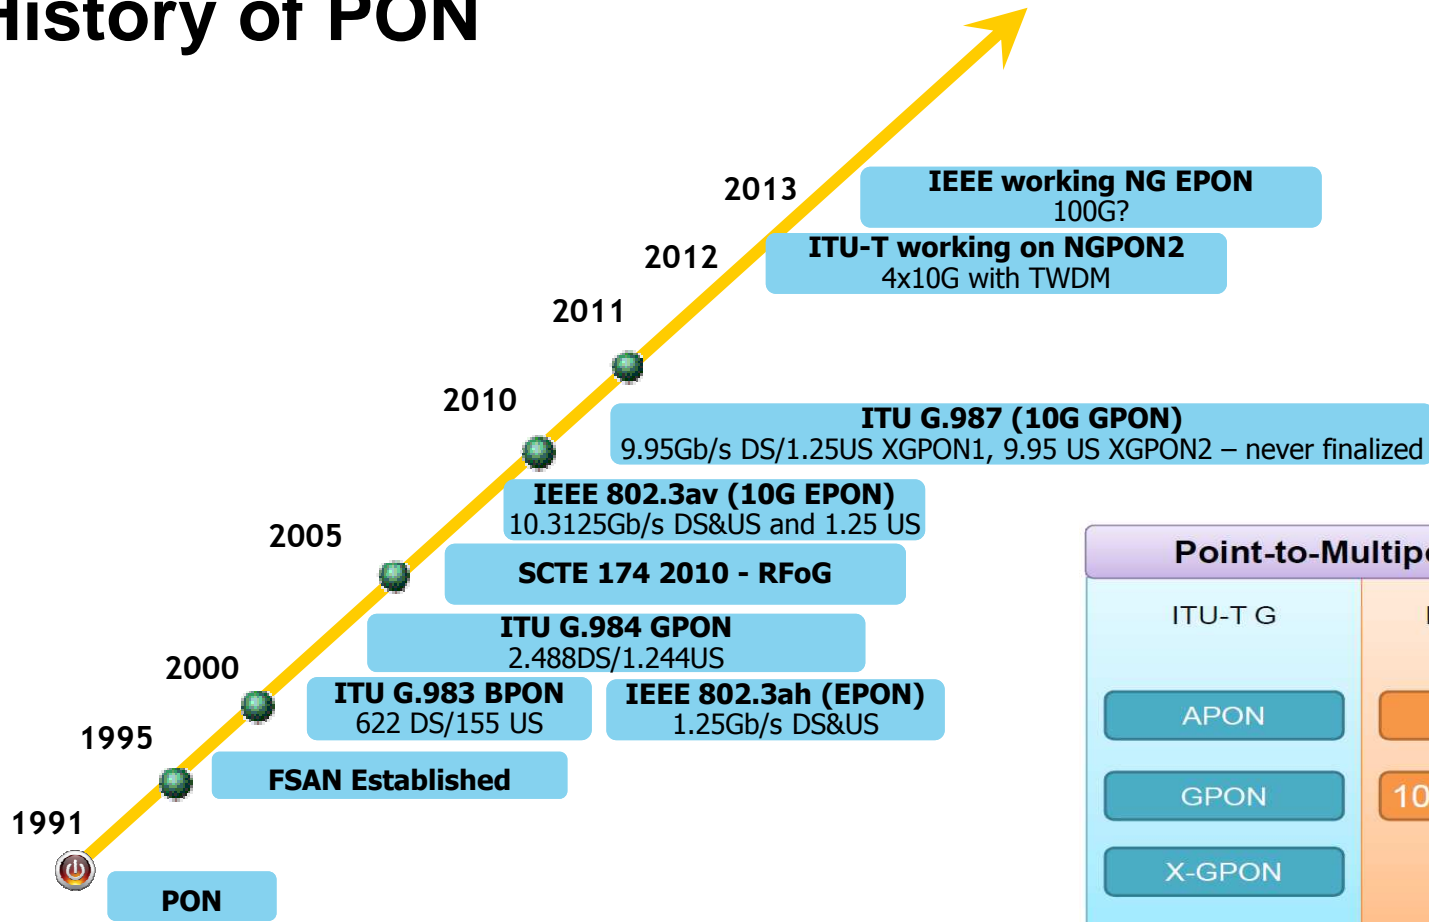 History of PON
2013
IEEE working NG EPON
100G?
2012
ITU-T working on NGPON2
4x10G with TWDM
2011
2010
ITU G.987 (10G GPON)
9.95Gb/s DS/1.25US XGPON1, 9.95 US XGPON2 – never finalized
IEEE 802.3av (10G EPON)
10.3125Gb/s DS&US and 1.25 US
2005
SCTE 174 2010 - RFoG
ITU G.984 GPON
2.488DS/1.244US
2000
ITU G.983 BPON
622 DS/155 US
IEEE 802.3ah (EPON)
1.25Gb/s DS&US
1995
FSAN Established
1991
PON
Point-to-Multip
ITU-T G
APON
GPON
10
X-GPON